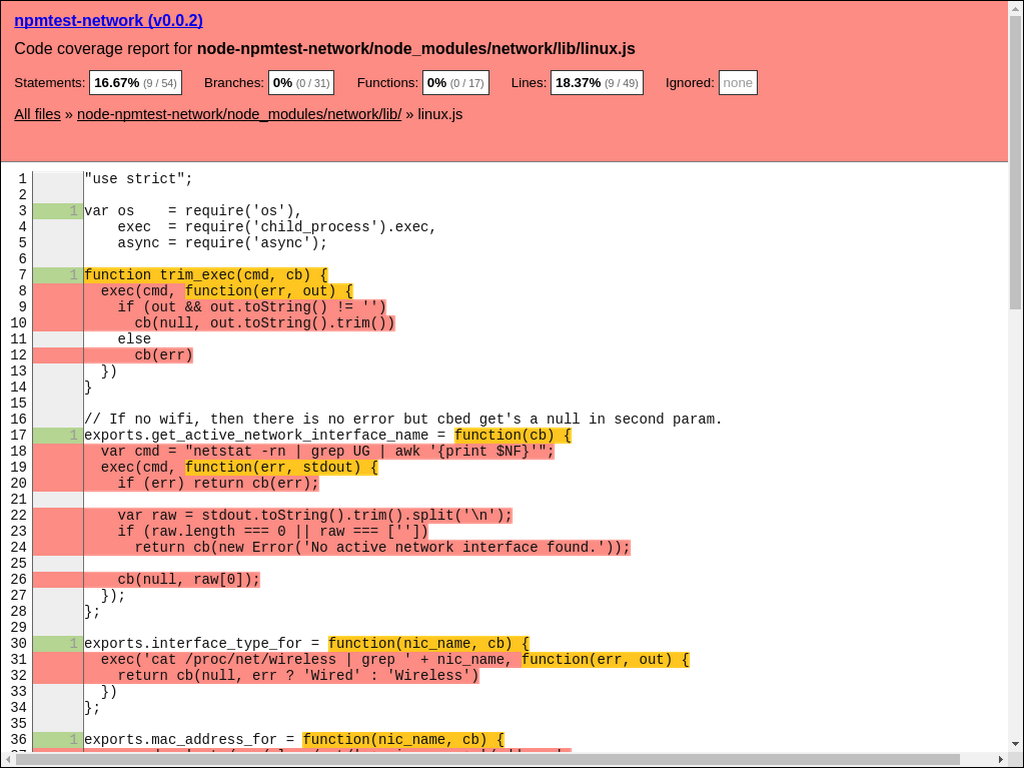 npmtest-network (v0.0.2)
Code coverage report for node-npmtest-network/node_modules/network/lib/linux.js
Statements: 16.67% (9 / 54) Branches: 0% (0 / 31) Functions: 0% (0 / 17) Lines: 18.37% (9 / 49) Ignored: none
All files » node-npmtest-network/node_modules/network/lib/ » linux.js
1 "use strict";
2
3 1 var os    = require('os'),
4     exec  = require('child_process').exec,
5     async = require('async');
6
7 1 function trim_exec(cmd, cb) {
8   exec(cmd, function(err, out) {
9     if (out && out.toString() != '')
10       cb(null, out.toString().trim())
11     else
12       cb(err)
13   })
14 }
15
16 // If no wifi, then there is no error but cbed get's a null in second param.
17 1 exports.get_active_network_interface_name = function(cb) {
18   var cmd = "netstat -rn | grep UG | awk '{print $NF}'";
19   exec(cmd, function(err, stdout) {
20     if (err) return cb(err);
21
22     var raw = stdout.toString().trim().split('\n');
23     if (raw.length === 0 || raw === [''])
24       return cb(new Error('No active network interface found.'));
25
26     cb(null, raw[0]);
27   });
28 };
29
30 1 exports.interface_type_for = function(nic_name, cb) {
31   exec('cat /proc/net/wireless | grep ' + nic_name, function(err, out) {
32     return cb(null, err ? 'Wired' : 'Wireless')
33   })
34 };
35
36 1 exports.mac_address_for = function(nic_name, cb) {